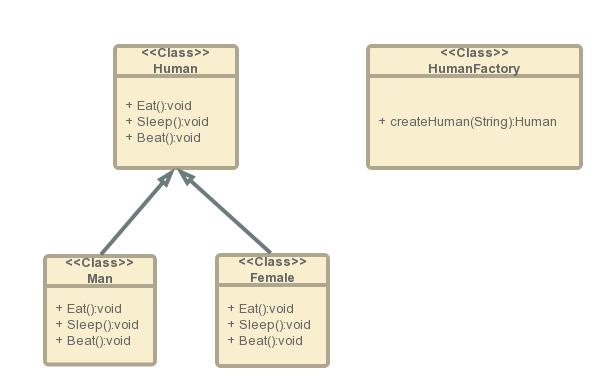 <<Class>>
Human
+ Eat():void
+ Sleep():void
+ Beat():void
<<Class>>
HumanFactory
+ createHuman(String):Human
<<Class>>
Man
+ Eat():void
+ Sleep():void
+ Beat():void
<<Class>>
Female
+ Eat():void
+ Sleep():void
+ Beat():void